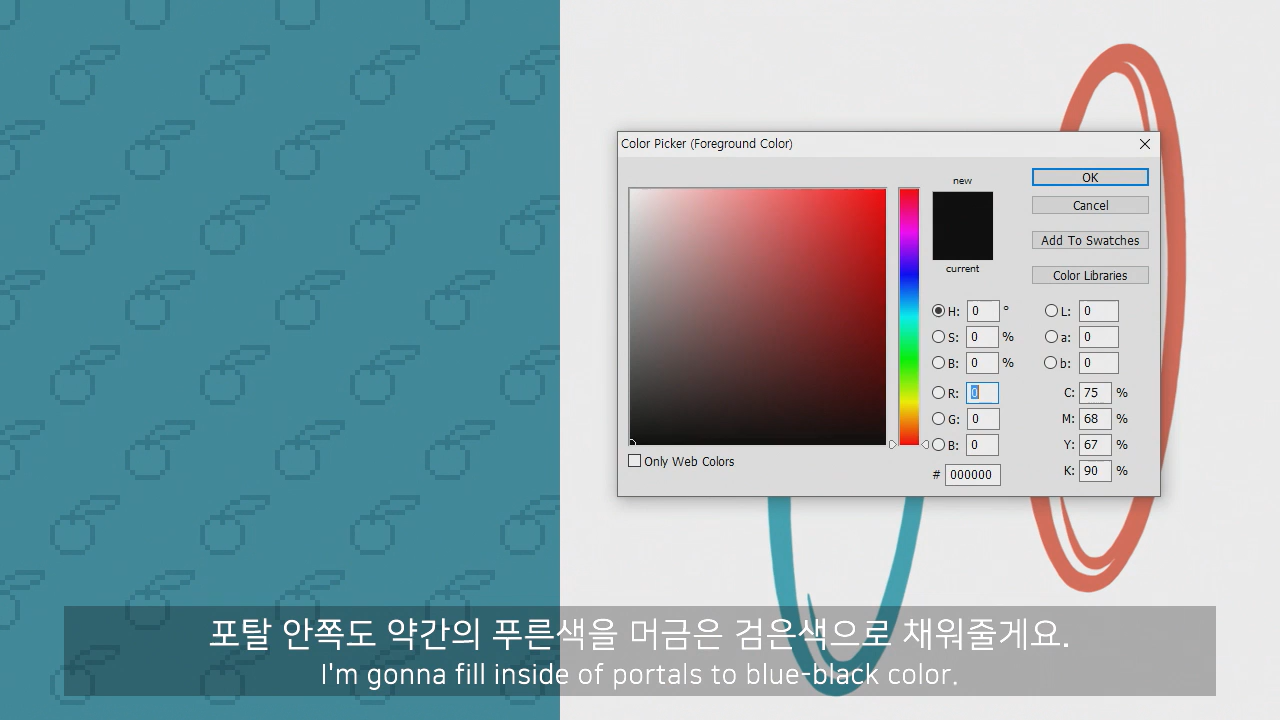 Color Picker (Foreground Color)
new
current
OK
Cancel
Add To Swatches
Color Libraries
H: 0 °
S: 0 %
B: 0 %
R: 0
G: 0
B: 0
# 000000
L: 0
a: 0
b: 0
C: 75 %
M: 68 %
Y: 67 %
K: 90 %
Only Web Colors
포탈 안쪽도 약간의 푸른색을 머금은 검은색으로 채워줄게요.
I'm gonna fill inside of portals to blue-black color.